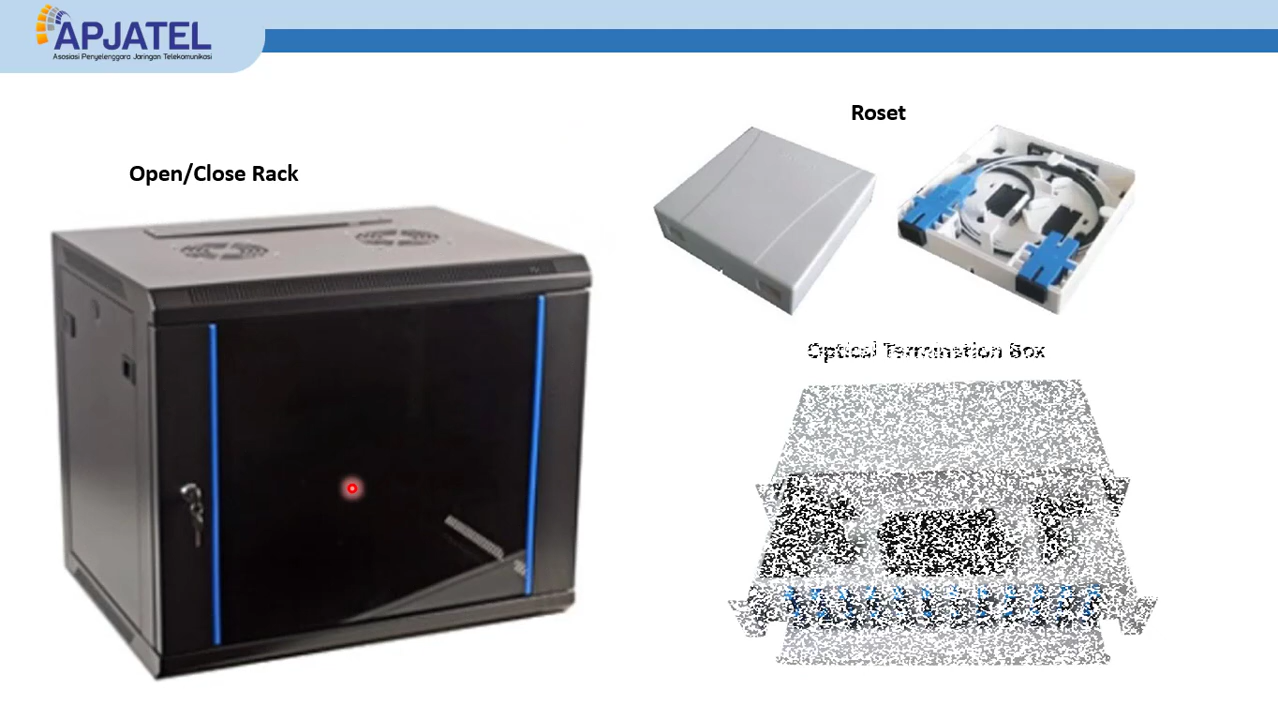 APJATEL
Asosiasi Penyelenggara Jaringan Telekomunikasi
Roset
Open/Close Rack
Optical Termination Box